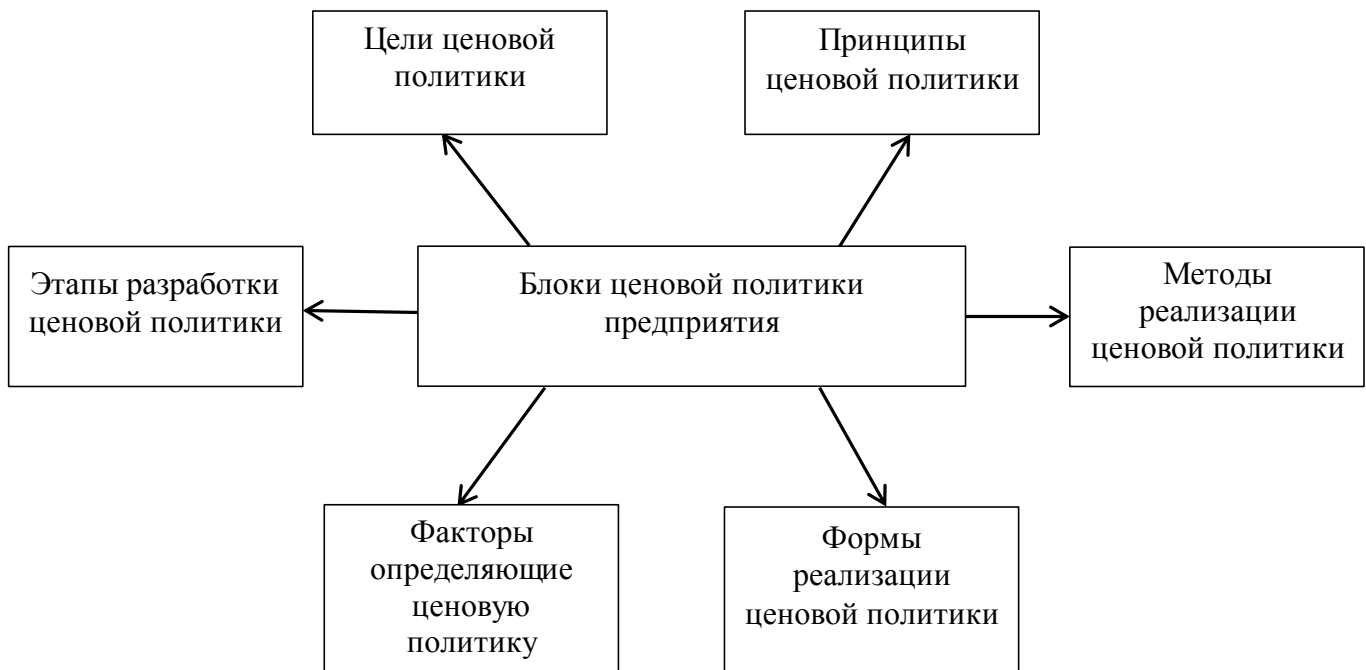 Цели ценовой
политики
Принципы
ценовой политики
Этапы разработки
ценовой политики
Блоки ценовой политики
предприятия
Методы
реализации
ценовой политики
Факторы
определяющие
ценовую
политику
Формы
реализации
ценовой политики